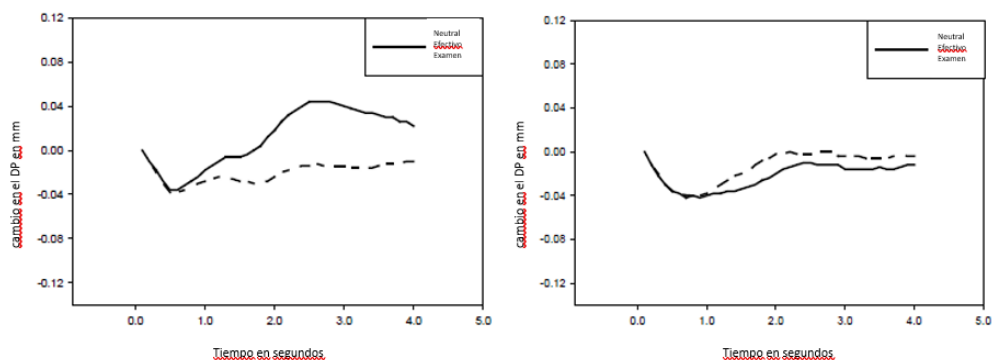 0.12
0.08
0.04
0.00
-0.04
-0.08
-0.12
cambio en el DP en mm
0.0 1.0 2.0 3.0 4.0 5.0
Tiempo en segundos
Neutral
Efectivo
Examen
0.12
0.08
0.04
0.00
-0.04
-0.08
-0.12
cambio en el DP en mm
0.0 1.0 2.0 3.0 4.0 5.0
Tiempo en segundos
Neutral
Efectivo
Examen